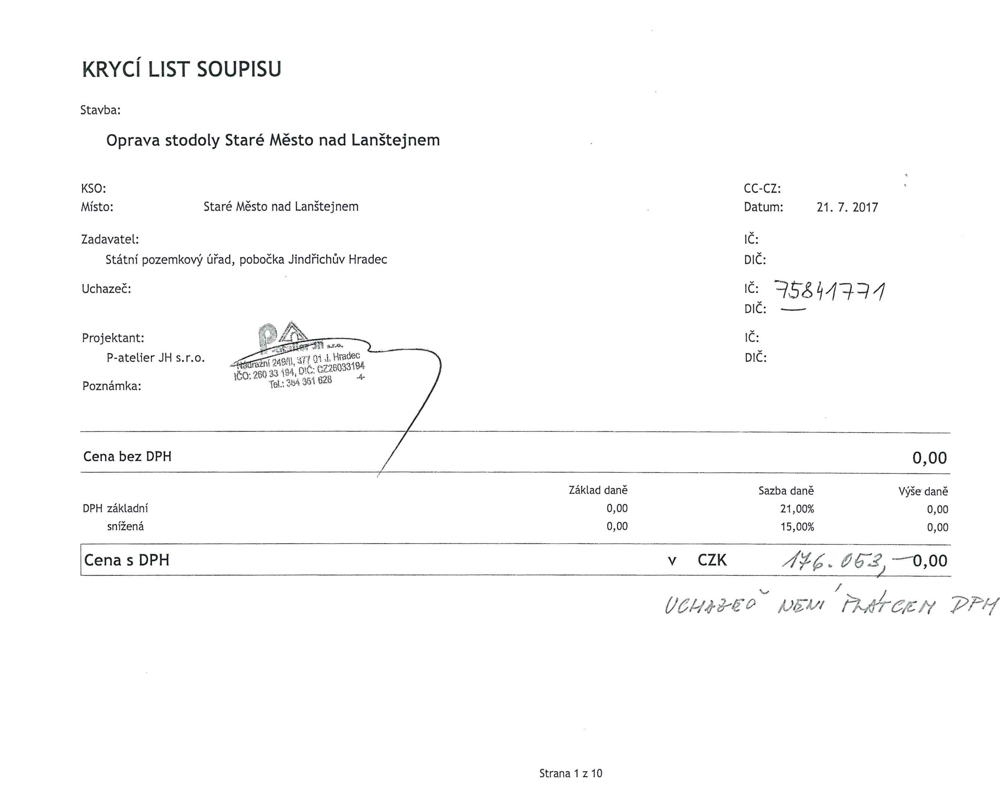 KRYCÍ LIST SOUPISU
Stavba:
Oprava stodoly Staré Město nad Lanštejnem
KSO: CC-CZ:
Místo: Staré Město nad Lanštejnem Datum: 21. 7. 2017
Zadavatel: IČ:
Státní pozemkový úřad, pobočka Jindřichův Hradec DIČ:
Uchazeč: IČ: 75841771
DIČ: —
Projektant: IČ:
P-atelier JH s.r.o. DIČ:
PA
JH s.r.o.
Nádražní 249/II, 377 01 J. Hradec
IČO: 260 33 194, DIČ: CZ26033194
Tel.: 384 361 628 -4-
Poznámka:
Cena bez DPH 0,00
Základ daně Sazba daně Výše daně
DPH základní 0,00 21,00% 0,00
snížená 0,00 15,00% 0,00
Cena s DPH v CZK 176.053,— 0,00
UCHAZEČ NENÍ PLÁTCEM DPH
Strana 1 z 10